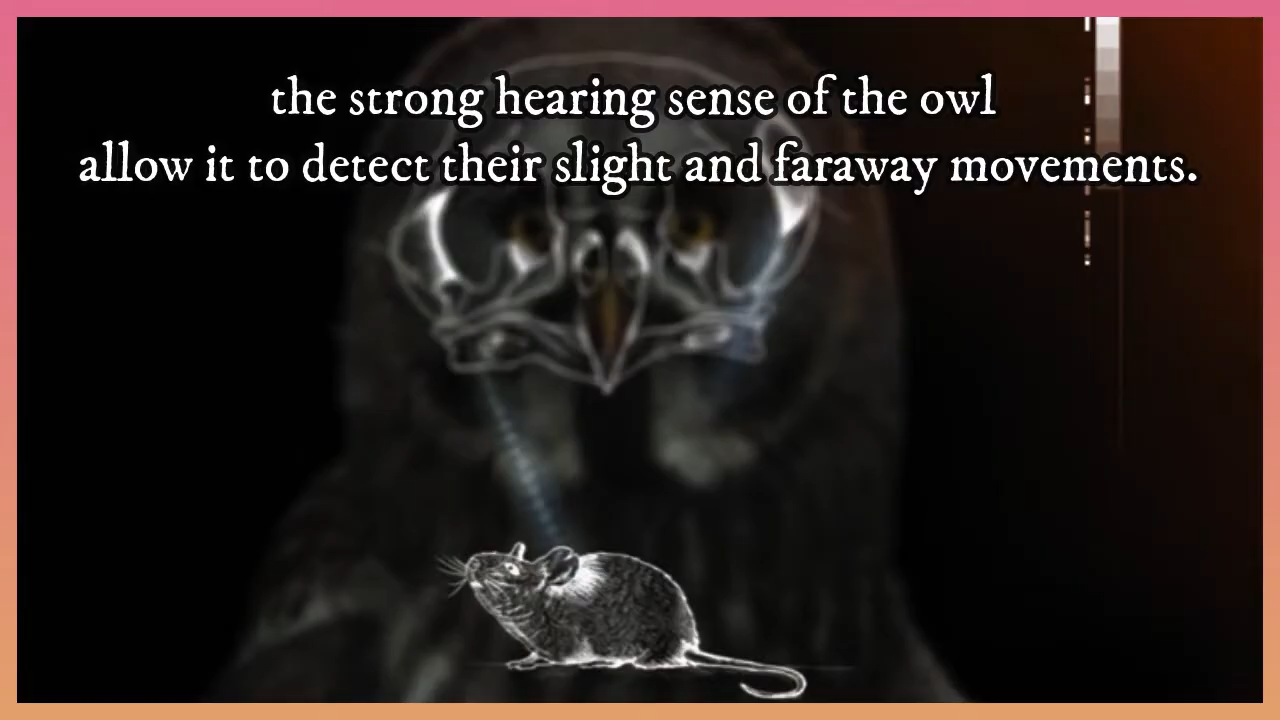 the strong hearing sense of the owl
allow it to detect their slight and faraway movements.